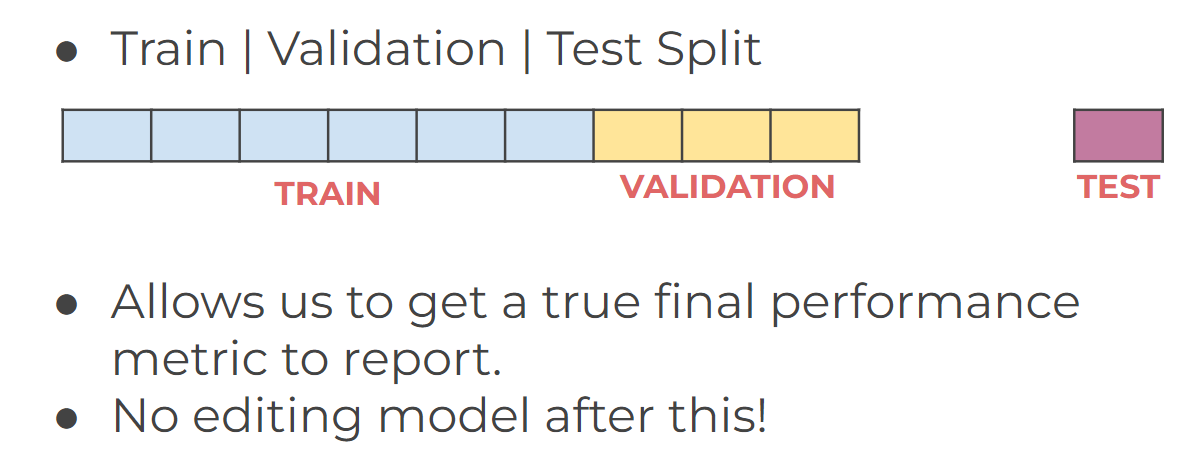 ● Train | Validation | Test Split
TRAIN VALIDATION TEST
● Allows us to get a true final performance
metric to report.
● No editing model after this!